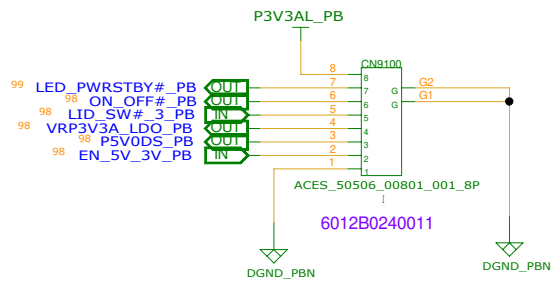 P3V3AL_PB
CN9100
8 8
99 LED_PWRSTBY#_PB OUT 7 7 G G2
98 ON_OFF#_PB OUT 6 6 G G1
98 LID_SW#_3_PB IN 5 5
98 VRP3V3A_LDO_PB OUT 4 4
98 P5V0DS_PB OUT 3 3
98 EN_5V_3V_PB IN 2 2
1 1
ACES_50506_00801_001_8P
I
6012B0240011
DGND_PBN
DGND_PBN